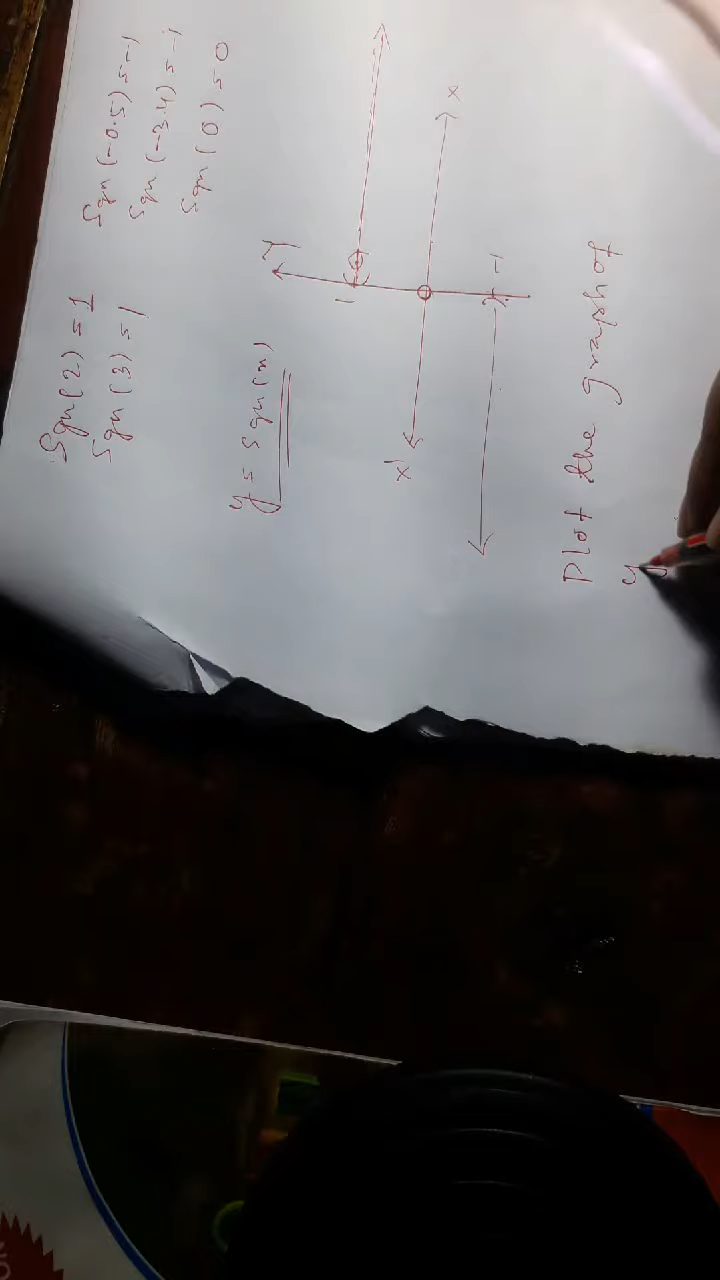 Sgn(2) = 1
Sgn(3) = 1
Sgn(-0.5) = -1
Sgn(-3.4) = -1
Sgn(0) = 0
y = sgn(x)
y
1
x'
x
-1
Plot the graph of
y